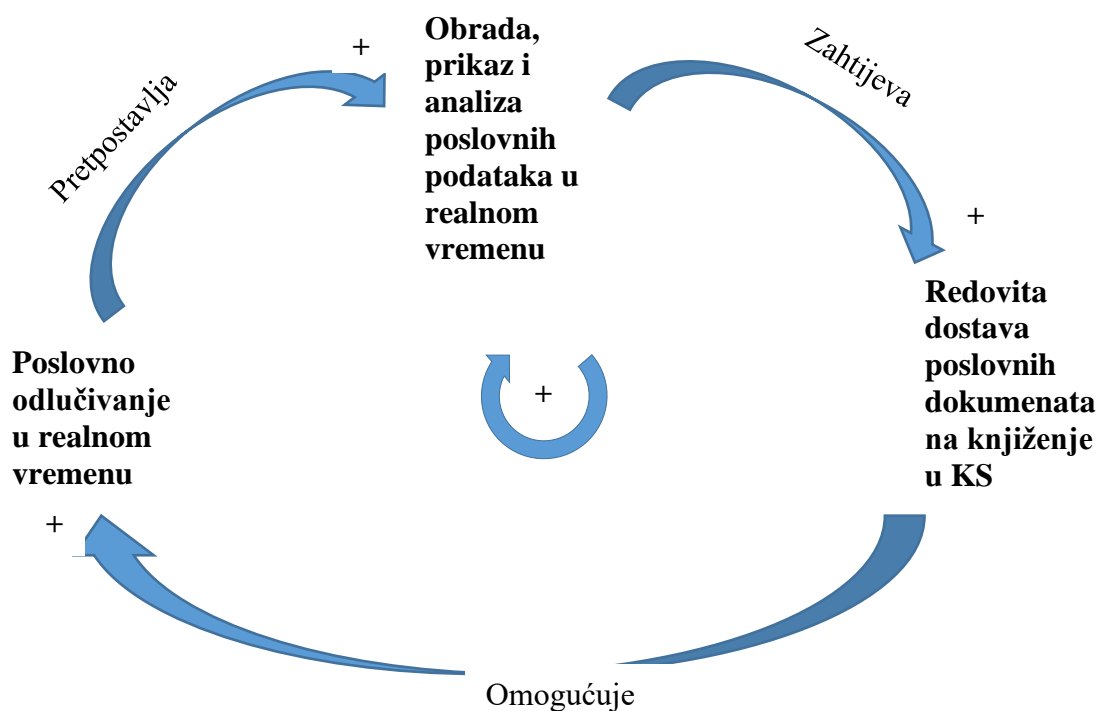 +
Obrada,
prikaz i
analiza
poslovnih
podataka u
realnom
vremenu
Zahtijeva
Pretpostavlja
+
Redovita
dostava
poslovnih
dokumenata
na knjiženje
u KS
Poslovno
odlučivanje
u realnom
vremenu
+
+
Omogućuje